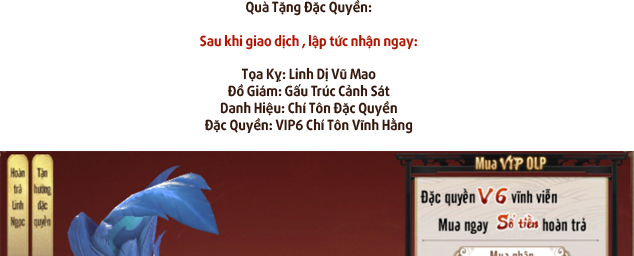 Quà Tặng Đặc Quyền:
Sau khi giao dịch , lập tức nhận ngay:
Tọa Kỵ: Linh Dị Vũ Mao
Đồ Giám: Gấu Trúc Cảnh Sát
Danh Hiệu: Chí Tôn Đặc Quyền
Đặc Quyền: VIP6 Chí Tôn Vĩnh Hằng
Hoàn
trả
Linh
Ngọc
Tận
hưởng
đặc
quyền
Mua VIP OLP
Đặc quyền V6 vĩnh viễn
Mua ngay Số tiền hoàn trả
Mua nhận